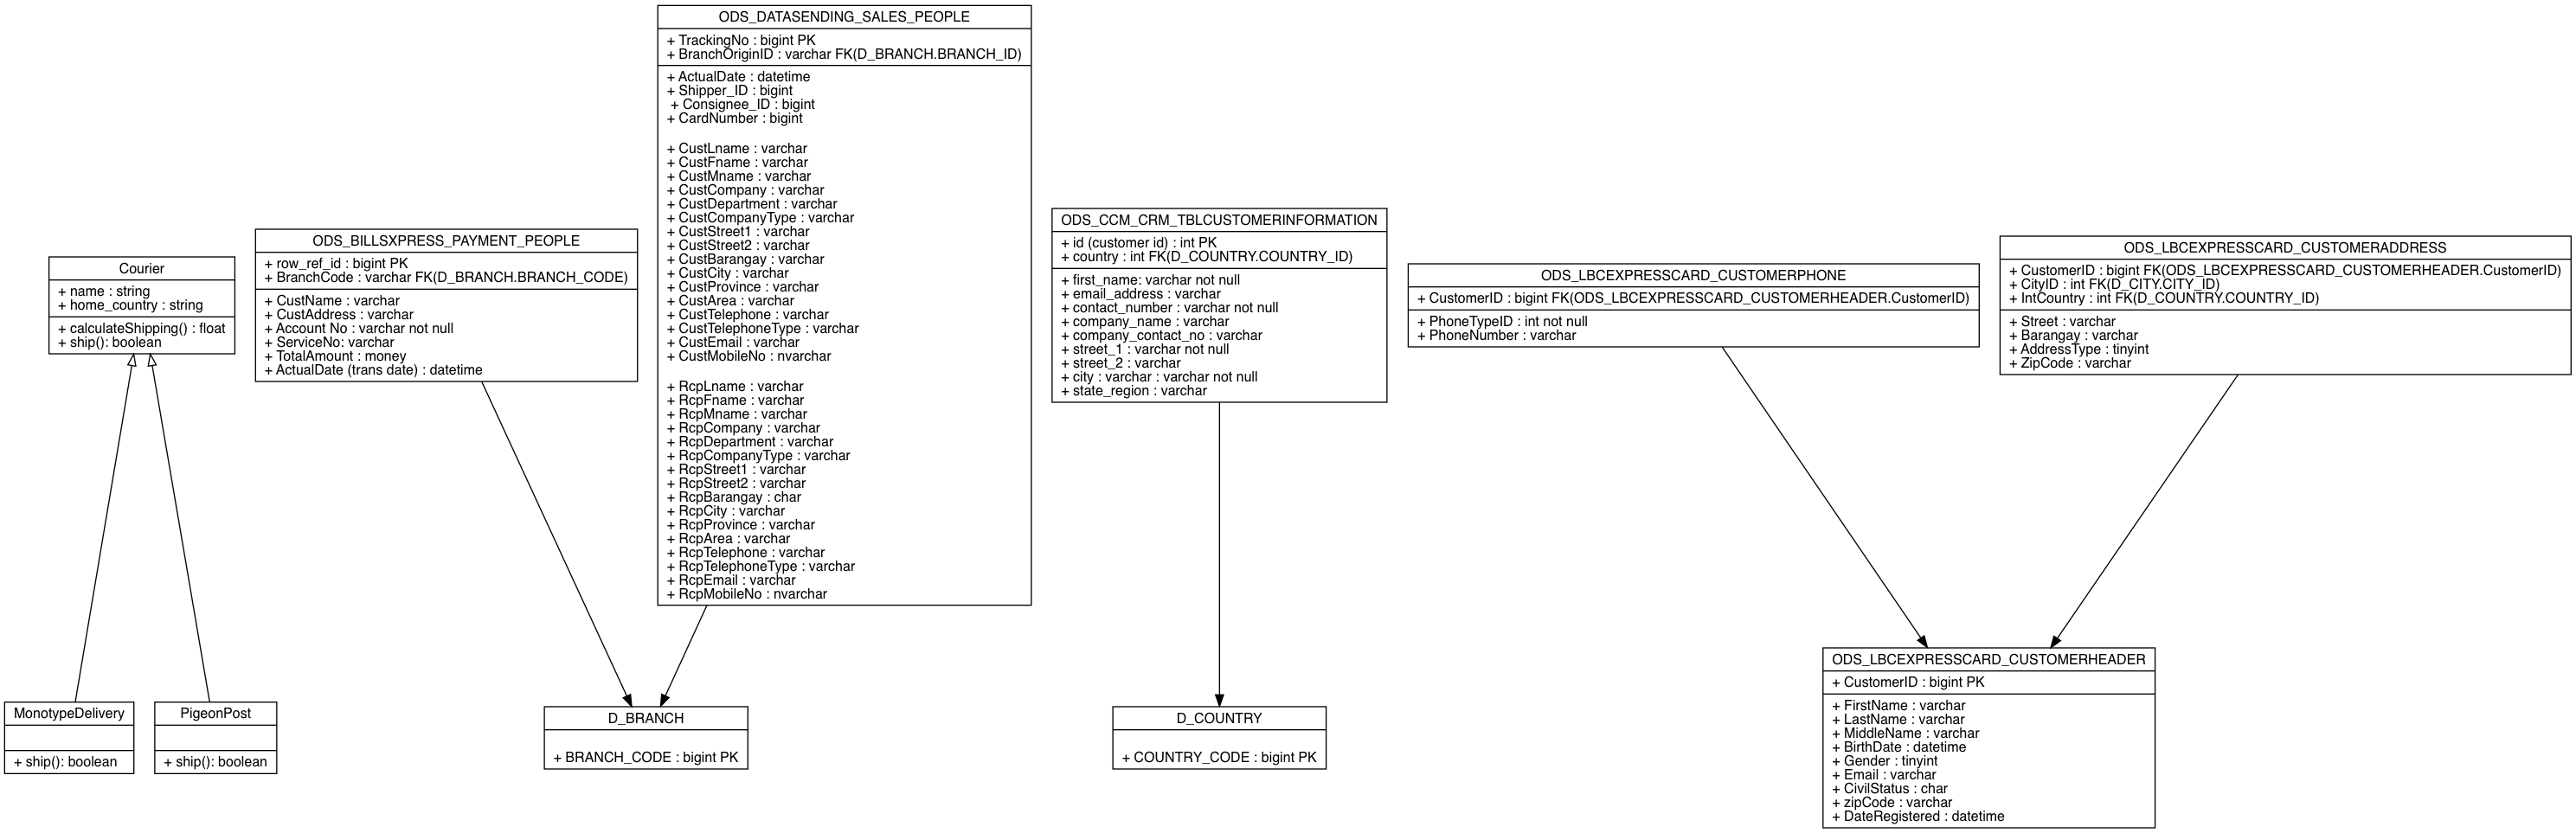 Courier
+ name : string
+ home_country : string
+ calculateShipping() : float
+ ship(): boolean
MonotypeDelivery
+ ship(): boolean
PigeonPost
+ ship(): boolean
ODS_BILLSXPRESS_PAYMENT_PEOPLE
+ row_ref_id : bigint PK
+ BranchCode : varchar FK(D_BRANCH.BRANCH_CODE)
+ CustName : varchar
+ CustAddress : varchar
+ Account No : varchar not null
+ ServiceNo: varchar
+ TotalAmount : money
+ ActualDate (trans date) : datetime
ODS_DATASENDING_SALES_PEOPLE
+ TrackingNo : bigint PK
+ BranchOriginID : varchar FK(D_BRANCH.BRANCH_ID)
+ ActualDate : datetime
+ Shipper_ID : bigint
+ Consignee_ID : bigint
+ CardNumber : bigint
+ CustLname : varchar
+ CustFname : varchar
+ CustMname : varchar
+ CustCompany : varchar
+ CustDepartment : varchar
+ CustCompanyType : varchar
+ CustStreet1 : varchar
+ CustStreet2 : varchar
+ CustBarangay : varchar
+ CustCity : varchar
+ CustProvince : varchar
+ CustArea : varchar
+ CustTelephone : varchar
+ CustTelephoneType : varchar
+ CustEmail : varchar
+ CustMobileNo : nvarchar
+ RcpLname : varchar
+ RcpFname : varchar
+ RcpMname : varchar
+ RcpCompany : varchar
+ RcpDepartment : varchar
+ RcpCompanyType : varchar
+ RcpStreet1 : varchar
+ RcpStreet2 : varchar
+ RcpBarangay : char
+ RcpCity : varchar
+ RcpProvince : varchar
+ RcpArea : varchar
+ RcpTelephone : varchar
+ RcpTelephoneType : varchar
+ RcpEmail : varchar
+ RcpMobileNo : nvarchar
D_BRANCH
+ BRANCH_CODE : bigint PK
ODS_CCM_CRM_TBLCUSTOMERINFORMATION
+ id (customer id) : int PK
+ country : int FK(D_COUNTRY.COUNTRY_ID)
+ first_name: varchar not null
+ email_address : varchar
+ contact_number : varchar not null
+ company_name : varchar
+ company_contact_no : varchar
+ street_1 : varchar not null
+ street_2 : varchar
+ city : varchar : varchar not null
+ state_region : varchar
D_COUNTRY
+ COUNTRY_CODE : bigint PK
ODS_LBCEXPRESSCARD_CUSTOMERPHONE
+ CustomerID : bigint FK(ODS_LBCEXPRESSCARD_CUSTOMERHEADER.CustomerID)
+ PhoneTypeID : int not null
+ PhoneNumber : varchar
ODS_LBCEXPRESSCARD_CUSTOMERADDRESS
+ CustomerID : bigint FK(ODS_LBCEXPRESSCARD_CUSTOMERHEADER.CustomerID)
+ CityID : int FK(D_CITY.CITY_ID)
+ IntCountry : int FK(D_COUNTRY.COUNTRY_ID)
+ Street : varchar
+ Barangay : varchar
+ AddressType : tinyint
+ ZipCode : varchar
ODS_LBCEXPRESSCARD_CUSTOMERHEADER
+ CustomerID : bigint PK
+ FirstName : varchar
+ LastName : varchar
+ MiddleName : varchar
+ BirthDate : datetime
+ Gender : tinyint
+ Email : varchar
+ CivilStatus : char
+ zipCode : varchar
+ DateRegistered : datetime